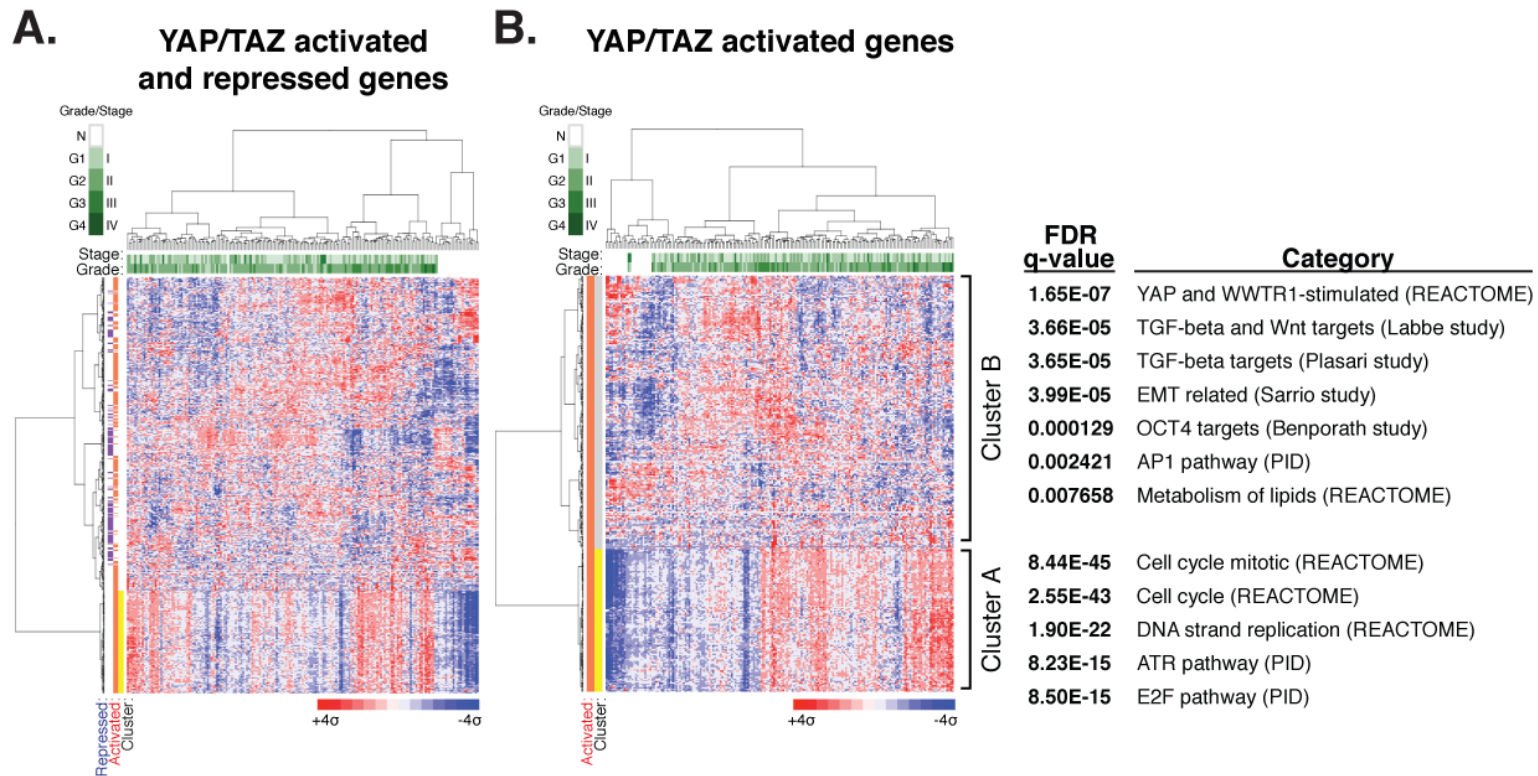 A.
YAP/TAZ activated
and repressed genes
Grade/Stage
N
G1 I
G2 II
G3 III
G4 IV
Stage:
Grade:
Repressed:
Activated:
Cluster:
+4σ -4σ
B.
YAP/TAZ activated genes
Grade/Stage
N
G1 I
G2 II
G3 III
G4 IV
Stage:
Grade:
Cluster B
Cluster A
Activated:
Cluster:
+4σ -4σ
FDR
q-value Category
1.65E-07 YAP and WWTR1-stimulated (REACTOME)
3.66E-05 TGF-beta and Wnt targets (Labbe study)
3.65E-05 TGF-beta targets (Plasari study)
3.99E-05 EMT related (Sarrio study)
0.000129 OCT4 targets (Benporath study)
0.002421 AP1 pathway (PID)
0.007658 Metabolism of lipids (REACTOME)
8.44E-45 Cell cycle mitotic (REACTOME)
2.55E-43 Cell cycle (REACTOME)
1.90E-22 DNA strand replication (REACTOME)
8.23E-15 ATR pathway (PID)
8.50E-15 E2F pathway (PID)